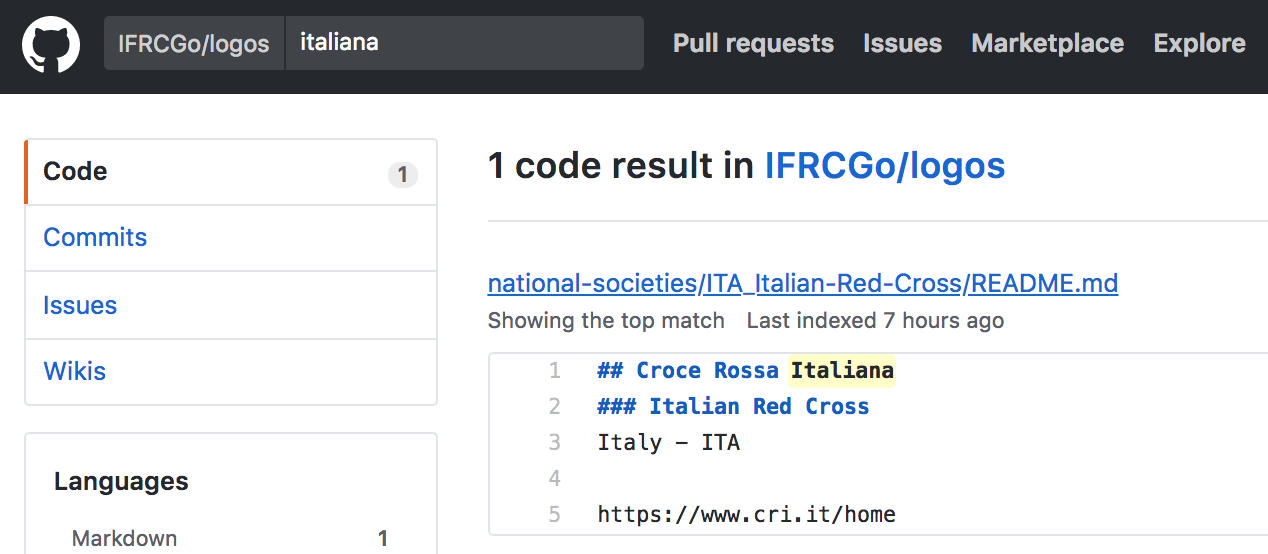 IFRCGo/logos italiana Pull requests Issues Marketplace Explore
Code 1
Commits
Issues
Wikis
Languages
Markdown 1
1 code result in IFRCGo/logos
national-societies/ITA_Italian-Red-Cross/README.md
Showing the top match Last indexed 7 hours ago
1 ## Croce Rossa Italiana
2 ### Italian Red Cross
3 Italy – ITA
4
5 https://www.cri.it/home